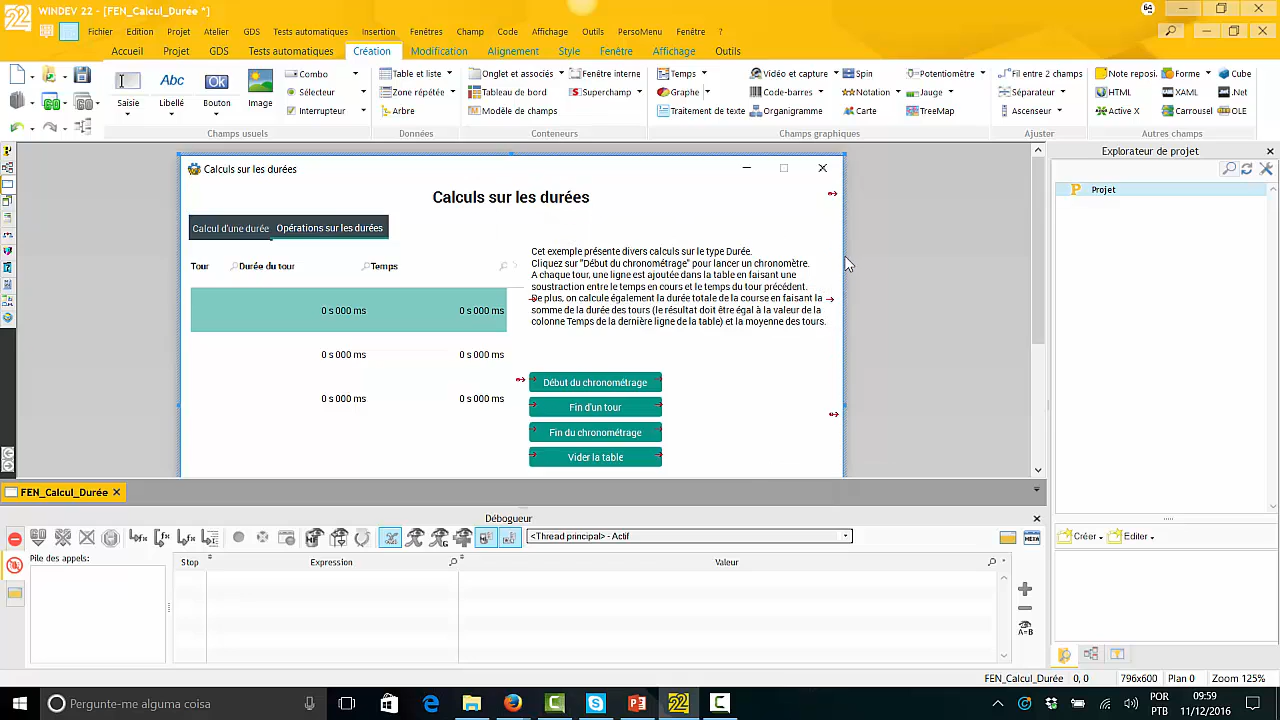 WINDEV 22 - [FEN_Calcul_Durée *]
64
Fichier Edition Projet Atelier GDS Tests automatiques Insertion Fenêtres Champ Code Affichage Outils PersoMenu Fenêtre ?
Accueil Projet GDS Tests automatiques Création Modification Alignement Style Fenêtre Affichage Outils
Saisie
Abc Libellé
Ok Bouton
Image
Combo
Sélecteur
Interrupteur
Table et liste
Zone répétée
Arbre
Onglet et associés
Tableau de bord
Modèle de champs
Fenêtre interne
Superchamp
Temps
Graphe
Traitement de texte
Vidéo et capture
Code-barres
Organigramme
Spin
Notation
Carte
Potentiomètre
Jauge
TreeMap
Fil entre 2 champs
Séparateur
Ascenseur
Note reposi.
HTML
Active X
Forme
XAML
Carrousel
Cube
.Net
OLE
Champs usuels Données Conteneurs Champs graphiques Ajuster Autres champs
Calculs sur les durées
Calculs sur les durées
Calcul d'une durée Opérations sur les durées
Tour Durée du tour Temps
0 s 000 ms 0 s 000 ms
0 s 000 ms 0 s 000 ms
0 s 000 ms 0 s 000 ms
Cet exemple présente divers calculs sur le type Durée.
Cliquez sur "Début du chronométrage" pour lancer un chronomètre.
A chaque tour, une ligne est ajoutée dans la table en faisant une
soustraction entre le temps en cours et le temps du tour précédent.
De plus, on calcule également la durée totale de la course en faisant la
somme de la durée des tours (le résultat doit être égal à la valeur de la
colonne Temps de la dernière ligne de la table) et la moyenne des tours.
Début du chronométrage
Fin d'un tour
Fin du chronométrage
Vider la table
Explorateur de projet
Projet
Créer Editer
FEN_Calcul_Durée
Débogueur
<Thread principal> - Actif
Pile des appels:
Stop Expression Valeur
A=B
META
FEN_Calcul_Durée 0, 0 796x600 Plan 0 Zoom 125%
Pergunte-me alguma coisa
22
POR
PTB
09:59
11/12/2016